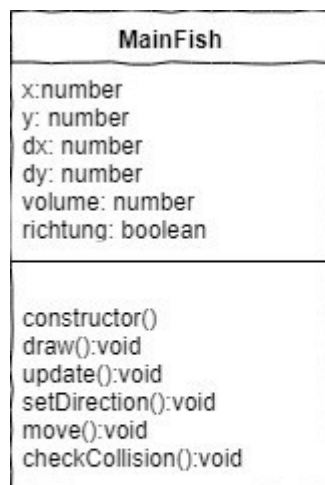 MainFish
x:number
y: number
dx: number
dy: number
volume: number
richtung: boolean
constructor()
draw():void
update():void
setDirection():void
move():void
checkCollision():void